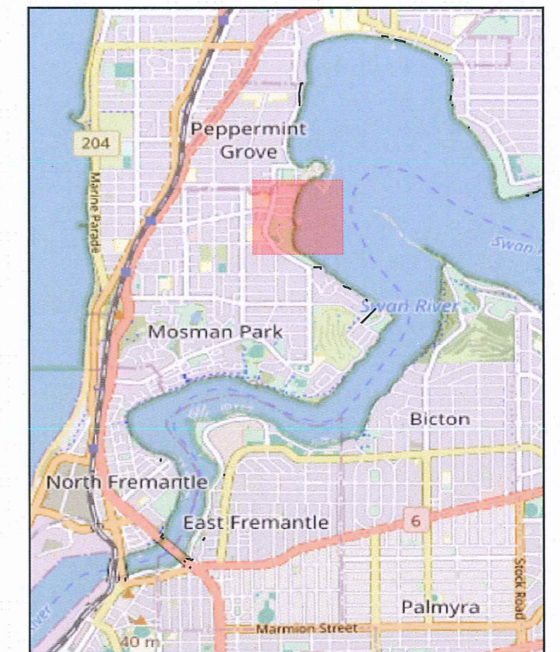 Peppermint
Grove
204
Marine Parade
Swan
Swan River
Mosman Park
Bicton
North Fremantle
East Fremantle
6
Stock Road
Palmyra
Marmion Street
40 m